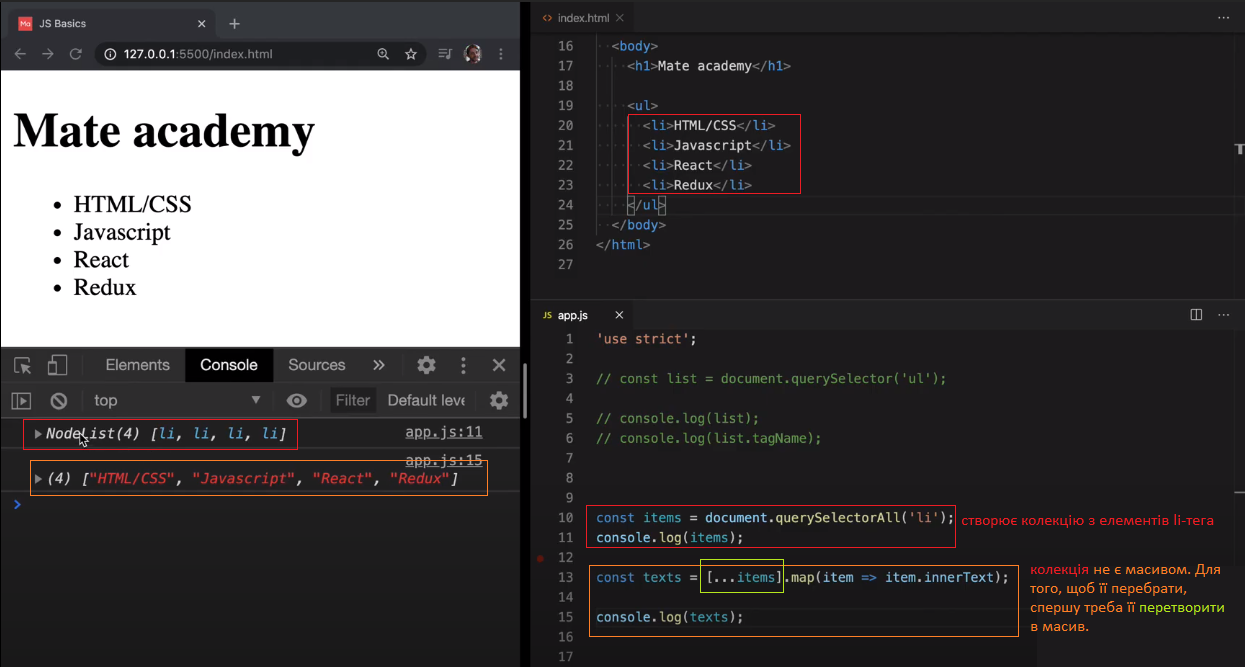 JS Basics
127.0.0.1:5500/index.html
Mate academy
HTML/CSS
Javascript
React
Redux
Elements Console Sources »
top Filter Default leve
NodeList(4) [li, li, li, li] app.js:11
app.js:15
(4) ["HTML/CSS", "Javascript", "React", "Redux"]
index.html
16 <body>
17 <h1>Mate academy</h1>
18
19 <ul>
20 <li>HTML/CSS</li>
21 <li>Javascript</li>
22 <li>React</li>
23 <li>Redux</li>
24 </ul>
25 </body>
26 </html>
27
JS app.js
1 'use strict';
2
3 // const list = document.querySelector('ul');
4
5 // console.log(list);
6 // console.log(list.tagName);
7
8
9
10 const items = document.querySelectorAll('li'); створює колекцію з елементів li-тега
11 console.log(items);
12
13 const texts = [...items].map(item => item.innerText);
14
15 console.log(texts);
16
17
колекція не є масивом. Для
того, щоб її перебрати,
спершу треба її перетворити
в масив.